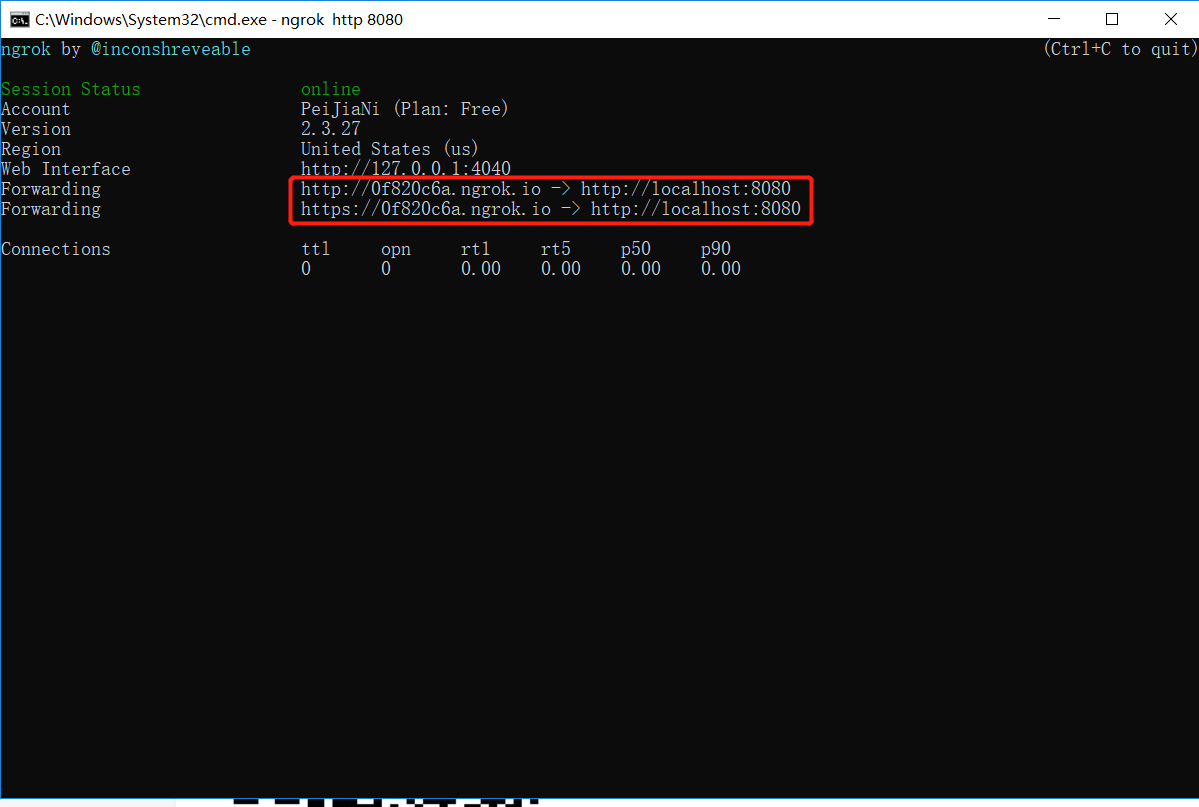 C:\Windows\System32\cmd.exe - ngrok  http 8080
ngrok by @inconshreveable (Ctrl+C to quit)
Session Status online
Account PeiJiaNi (Plan: Free)
Version 2.3.27
Region United States (us)
Web Interface http://127.0.0.1:4040
Forwarding http://0f820c6a.ngrok.io -> http://localhost:8080
Forwarding https://0f820c6a.ngrok.io -> http://localhost:8080
Connections ttl opn rt1 rt5 p50 p90
0 0 0.00 0.00 0.00 0.00